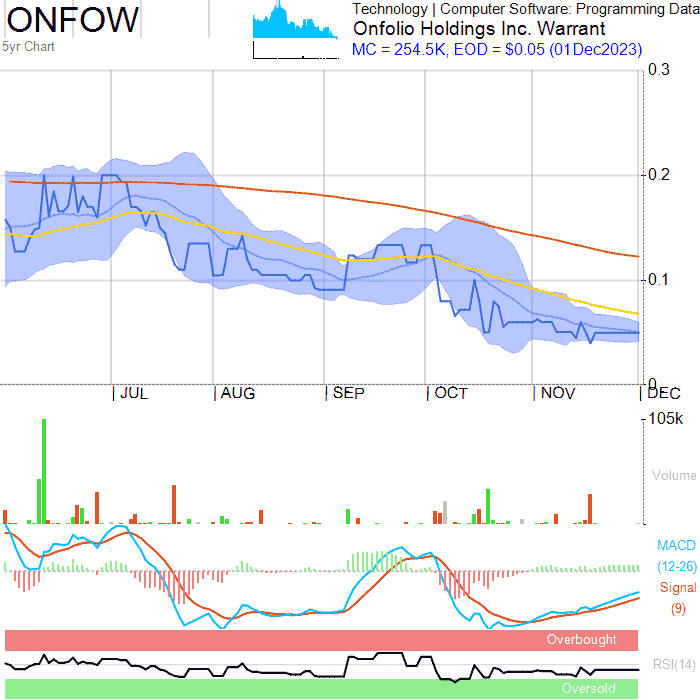 ONFOW
5yr Chart
Technology | Computer Software: Programming Data
Onfolio Holdings Inc. Warrant
MC = 254.5K, EOD = $0.05 (01Dec2023)
0.3
0.2
0.1
0
| JUL | AUG | SEP | OCT | NOV | DEC
105k
Volume
MACD
(12-26)
Signal
(9)
Overbought
RSI(14)
Oversold